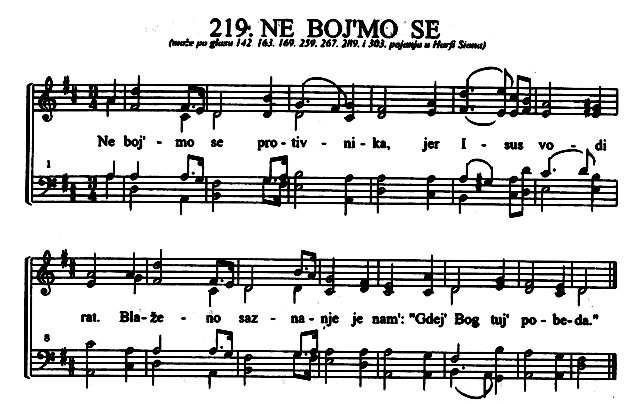 219. NE BOJ'MO SE
(može po glasu 142. 163. 169. 259. 267. 289. i 303. pojanja u Harfi Siona)
Ne boj' - mo se pro - tiv - ni - ka, jer I - sus vo - di
1
rat. Bla - že - no saz - na - nje je nam': "Gdej' Bog tuj' po - be - da."
8